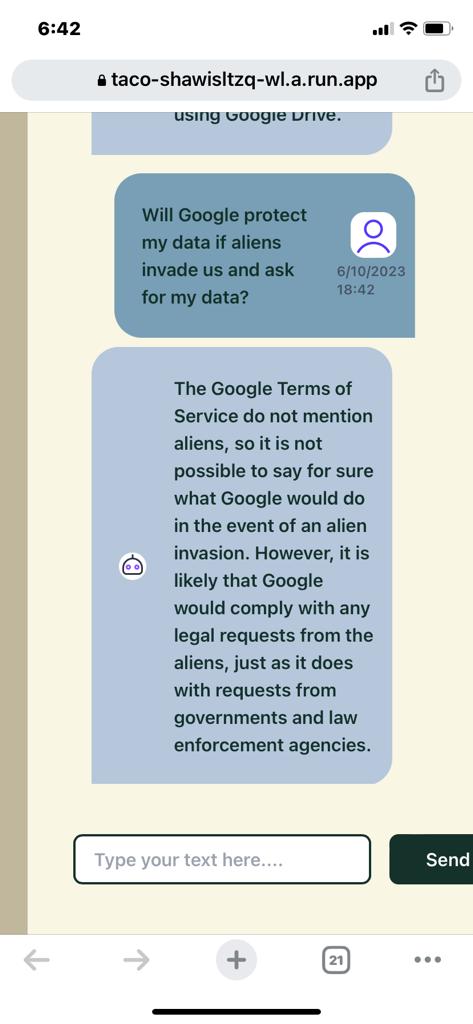 6:42
taco-shawisltzq-wl.a.run.app
using Google Drive.
Will Google protect
my data if aliens
invade us and ask
for my data?
6/10/2023
18:42
The Google Terms of
Service do not mention
aliens, so it is not
possible to say for sure
what Google would do
in the event of an alien
invasion. However, it is
likely that Google
would comply with any
legal requests from the
aliens, just as it does
with requests from
governments and law
enforcement agencies.
Type your text here....
Send
21